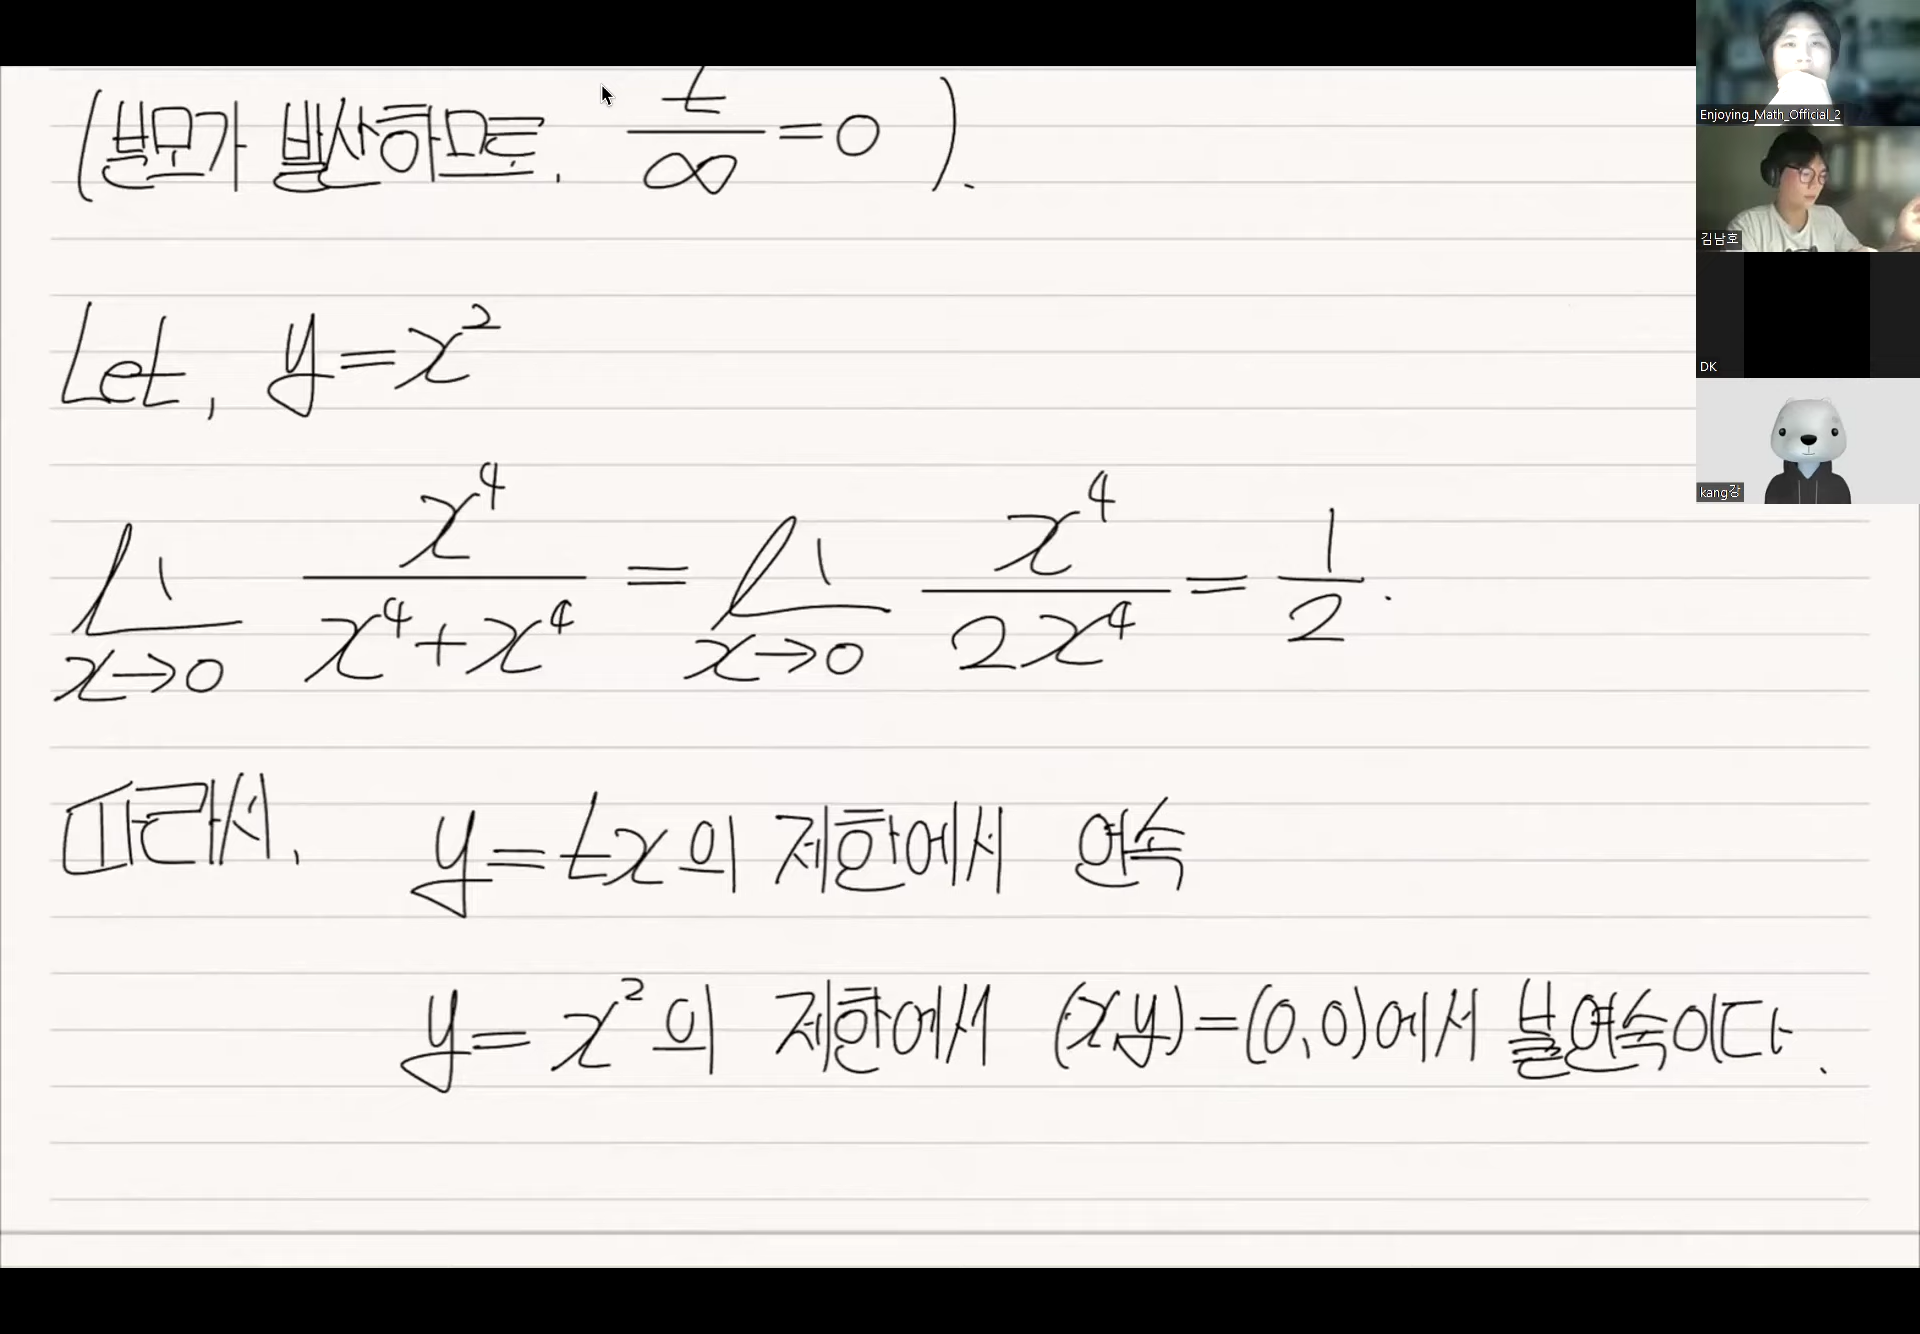 (분모가 발산하므로, t/∞ = 0 ).
Let, y = x²
lim x→0 x⁴/(x⁴+x⁴) = lim x→0 x⁴/(2x⁴) = 1/2.
따라서, y = tx의 제한에서 연속
y = x²의 제한에서 (x,y) = (0,0)에서 불연속이다.
Enjoying_Math_Official_2
김남호
DK
kang강